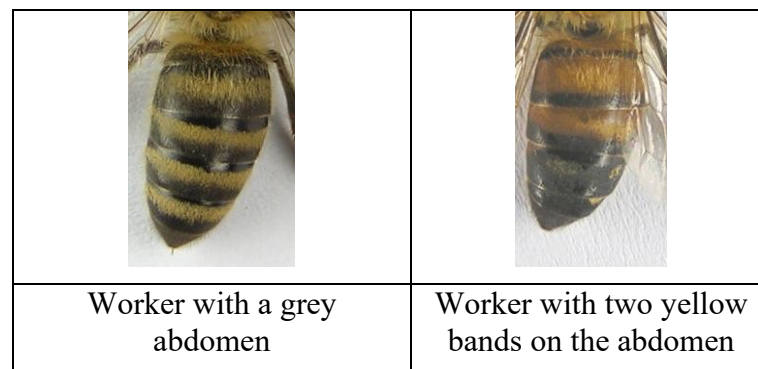 Worker with a grey
abdomen
Worker with two yellow
bands on the abdomen